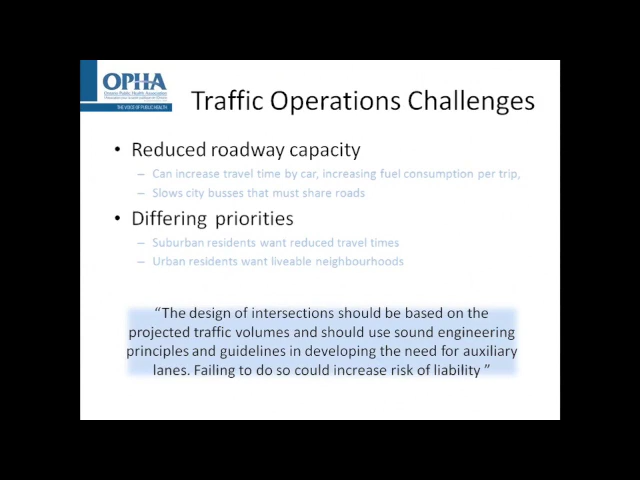 OPHA
Ontario Public Health Association
THE VOICE OF PUBLIC HEALTH
Traffic Operations Challenges
• Reduced roadway capacity
– Can increase travel time by car, increasing fuel consumption per trip,
– Slows city busses that must share roads
• Differing priorities
– Suburban residents want reduced travel times
– Urban residents want liveable neighbourhoods
“The design of intersections should be based on the
projected traffic volumes and should use sound engineering
principles and guidelines in developing the need for auxiliary
lanes. Failing to do so could increase risk of liability ”